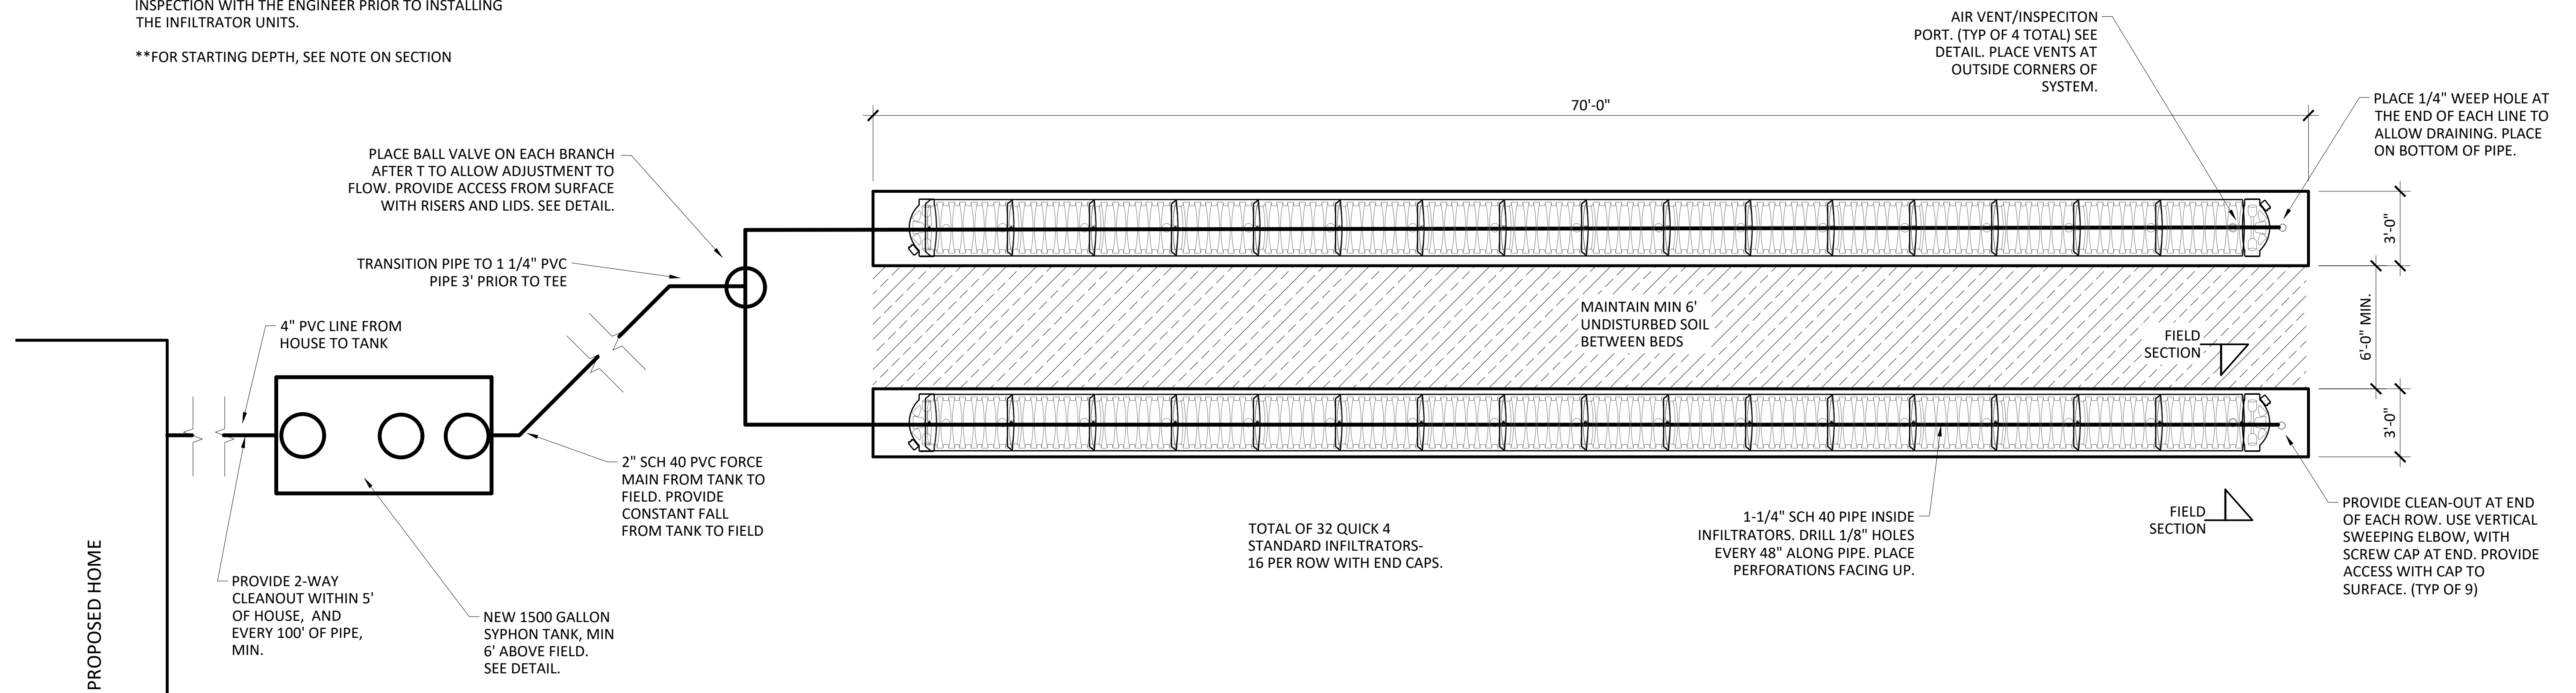 INSPECTION WITH THE ENGINEER PRIOR TO INSTALLING
THE INFILTRATOR UNITS.
**FOR STARTING DEPTH, SEE NOTE ON SECTION
AIR VENT/INSPECITON
PORT. (TYP OF 4 TOTAL) SEE
DETAIL. PLACE VENTS AT
OUTSIDE CORNERS OF
SYSTEM.
70'-0"
PLACE 1/4" WEEP HOLE AT
THE END OF EACH LINE TO
ALLOW DRAINING. PLACE
ON BOTTOM OF PIPE.
PLACE BALL VALVE ON EACH BRANCH
AFTER T TO ALLOW ADJUSTMENT TO
FLOW. PROVIDE ACCESS FROM SURFACE
WITH RISERS AND LIDS. SEE DETAIL.
3'-0"
TRANSITION PIPE TO 1 1/4" PVC
PIPE 3' PRIOR TO TEE
MAINTAIN MIN 6'
UNDISTURBED SOIL
BETWEEN BEDS
6'-0" MIN.
FIELD
SECTION
4" PVC LINE FROM
HOUSE TO TANK
3'-0"
2" SCH 40 PVC FORCE
MAIN FROM TANK TO
FIELD. PROVIDE
CONSTANT FALL
FROM TANK TO FIELD
TOTAL OF 32 QUICK 4
STANDARD INFILTRATORS-
16 PER ROW WITH END CAPS.
1-1/4" SCH 40 PIPE INSIDE
INFILTRATORS. DRILL 1/8" HOLES
EVERY 48" ALONG PIPE. PLACE
PERFORATIONS FACING UP.
FIELD
SECTION
PROVIDE CLEAN-OUT AT END
OF EACH ROW. USE VERTICAL
SWEEPING ELBOW, WITH
SCREW CAP AT END. PROVIDE
ACCESS WITH CAP TO
SURFACE. (TYP OF 9)
PROPOSED HOME
PROVIDE 2-WAY
CLEANOUT WITHIN 5'
OF HOUSE, AND
EVERY 100' OF PIPE,
MIN.
NEW 1500 GALLON
SYPHON TANK, MIN
6' ABOVE FIELD.
SEE DETAIL.